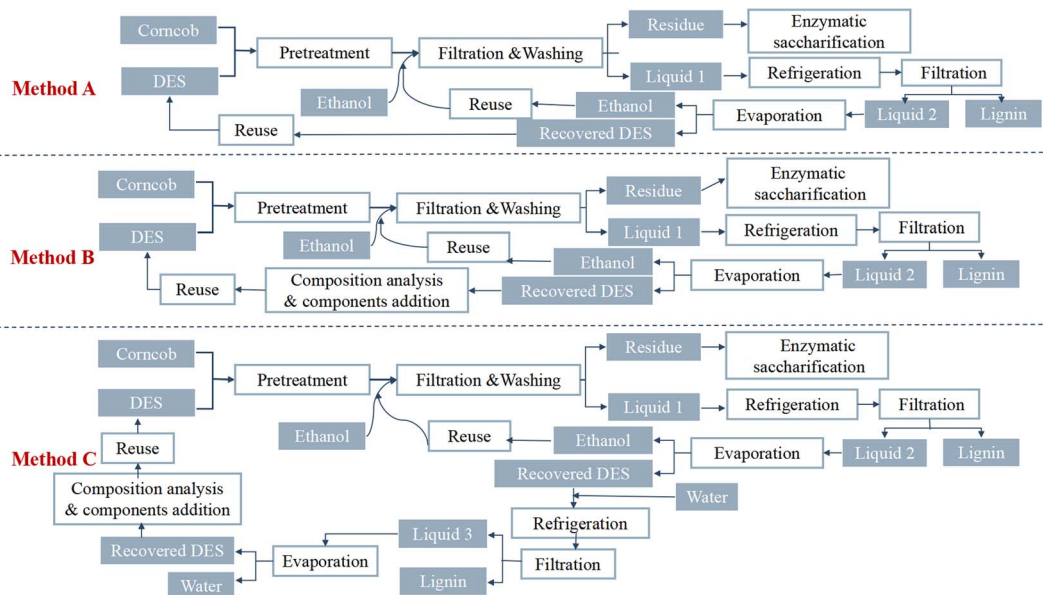 Method A
Corncob
DES
Pretreatment
Filtration &Washing
Residue
Enzymatic
saccharification
Liquid 1
Refrigeration
Filtration
Ethanol
Reuse
Ethanol
Evaporation
Liquid 2
Lignin
Reuse
Recovered DES
Method B
Corncob
DES
Pretreatment
Filtration &Washing
Residue
Enzymatic
saccharification
Liquid 1
Refrigeration
Filtration
Ethanol
Reuse
Ethanol
Evaporation
Liquid 2
Lignin
Reuse
Composition analysis
& components addition
Recovered DES
Method C
Corncob
DES
Pretreatment
Filtration &Washing
Residue
Enzymatic
saccharification
Liquid 1
Refrigeration
Filtration
Ethanol
Reuse
Ethanol
Evaporation
Liquid 2
Lignin
Reuse
Recovered DES
Water
Composition analysis
& components addition
Refrigeration
Recovered DES
Evaporation
Liquid 3
Filtration
Water
Lignin